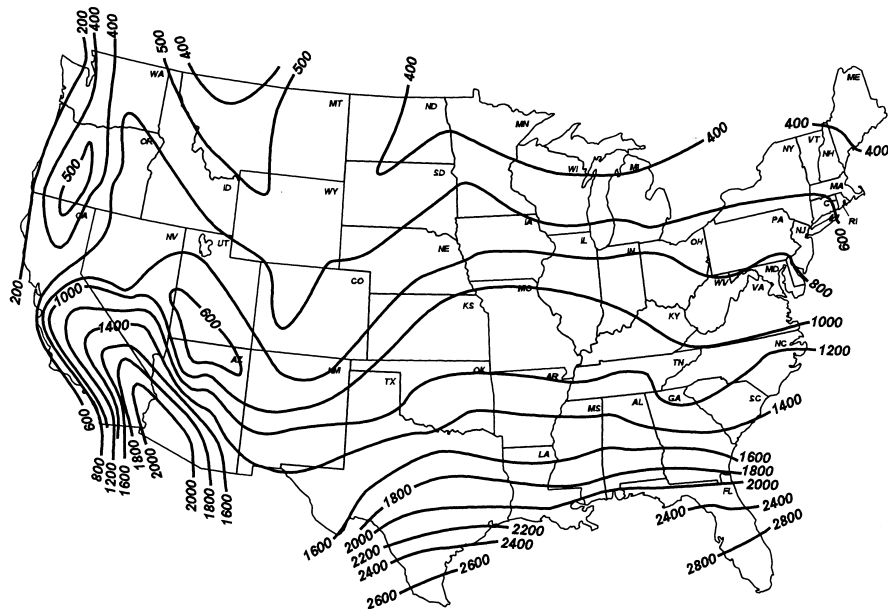 200
400
400
500
400
500
400
400
400
400
WA
MT
ND
MN
WI
MI
ME
VT
NY
NH
MA
RI
C
OR
ID
SD
WY
500
CA
NV
UT
NE
IA
IL
IN
OH
PA
NJ
600
MD
800
WV
VA
CO
KS
MO
KY
200
1000
1400
600
AZ
NM
TX
OK
AR
TN
NC
1000
1200
600
MS
AL
GA
SC
1400
800
1200
1600
1800
2000
2000
1800
1600
LA
1600
1800
2000
FL
1800
1600
2000
2200
2400
2600
2200
2400
2600
2400
2400
2800
2800